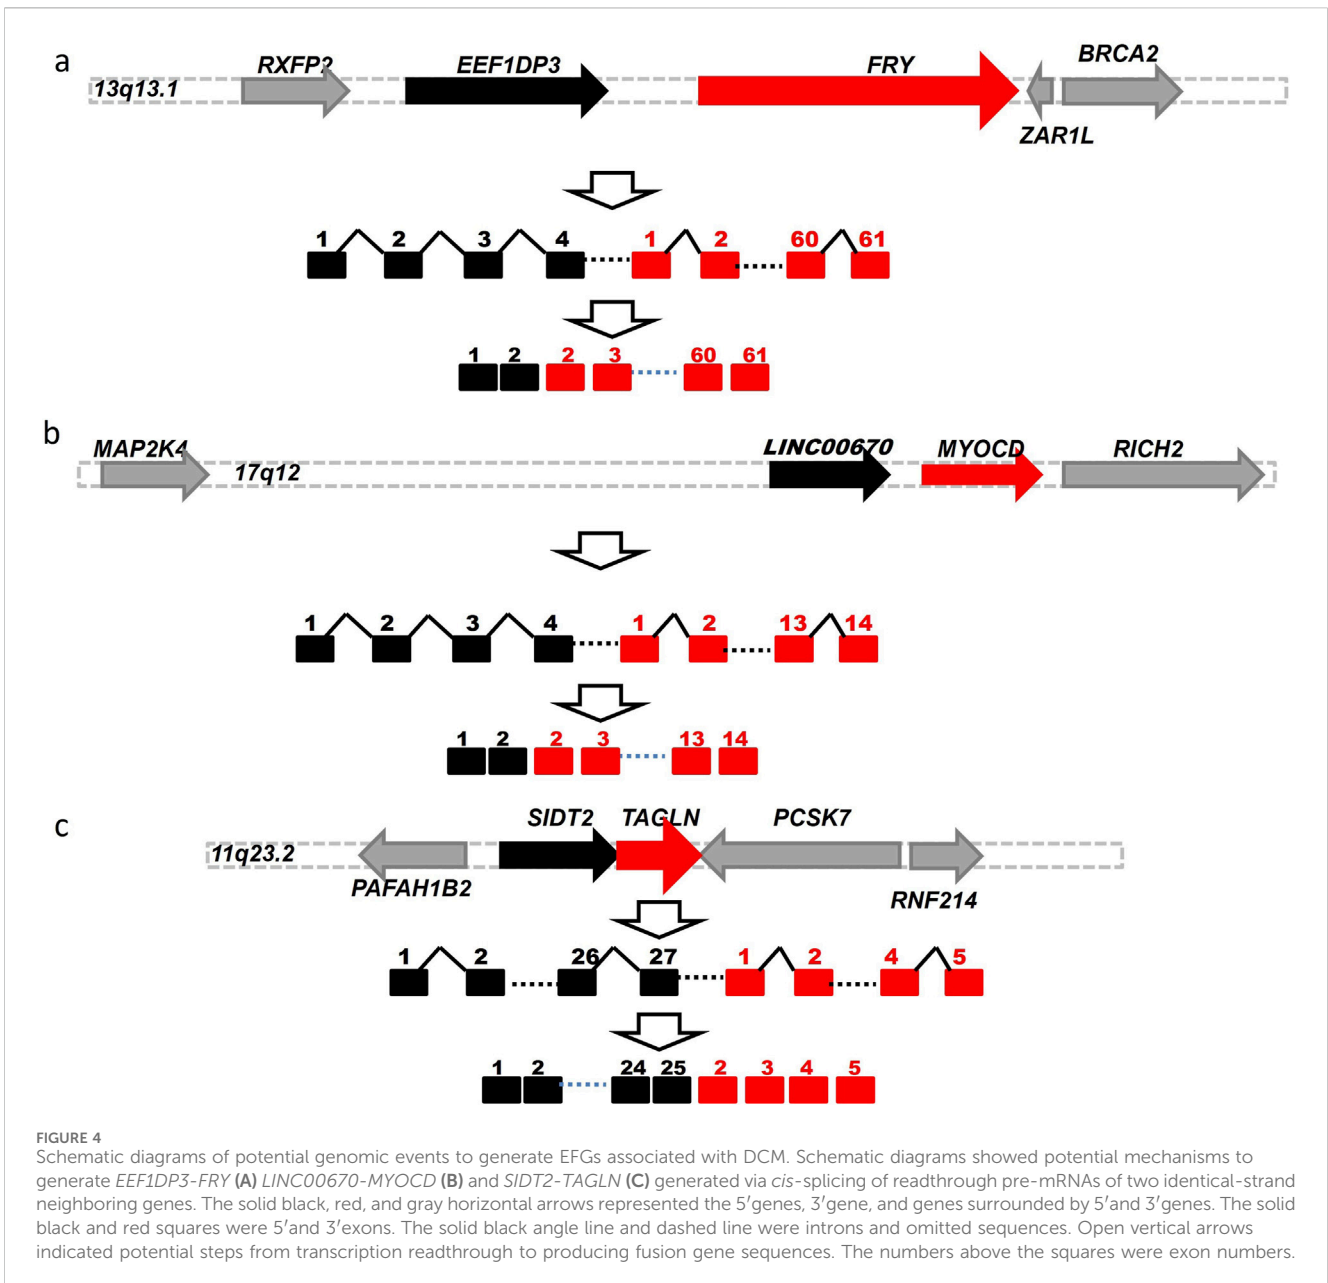 a
RXFP2 EEF1DP3 FRY BRCA2
13q13.1
ZAR1L
1 2 3 4 1 2 60 61
1 2 2 3 60 61
b
MAP2K4 LINC00670 MYOCD RICH2
17q12
1 2 3 4 1 2 13 14
1 2 2 3 13 14
c
SIDT2 TAGLN PCSK7
11q23.2
PAFAH1B2 RNF214
1 2 26 27 1 2 4 5
1 2 24 25 2 3 4 5
FIGURE 4
Schematic diagrams of potential genomic events to generate EFGs associated with DCM. Schematic diagrams showed potential mechanisms to
generate EEF1DP3-FRY (A) LINC00670-MYOCD (B) and SIDT2-TAGLN (C) generated via cis-splicing of readthrough pre-mRNAs of two identical-strand
neighboring genes. The solid black, red, and gray horizontal arrows represented the 5′genes, 3′gene, and genes surrounded by 5′and 3′genes. The solid
black and red squares were 5′and 3′exons. The solid black angle line and dashed line were introns and omitted sequences. Open vertical arrows
indicated potential steps from transcription readthrough to producing fusion gene sequences. The numbers above the squares were exon numbers.